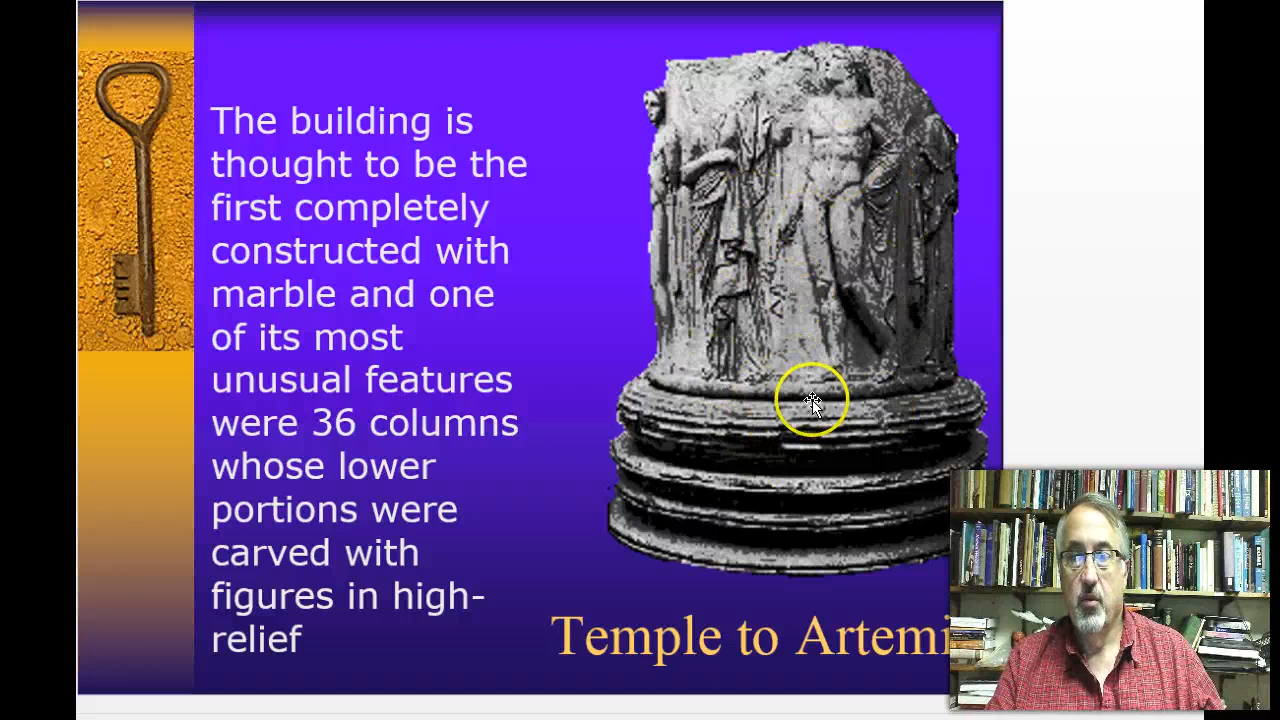 The building is
thought to be the
first completely
constructed with
marble and one
of its most
unusual features
were 36 columns
whose lower
portions were
carved with
figures in high-
relief
Temple to Artemi